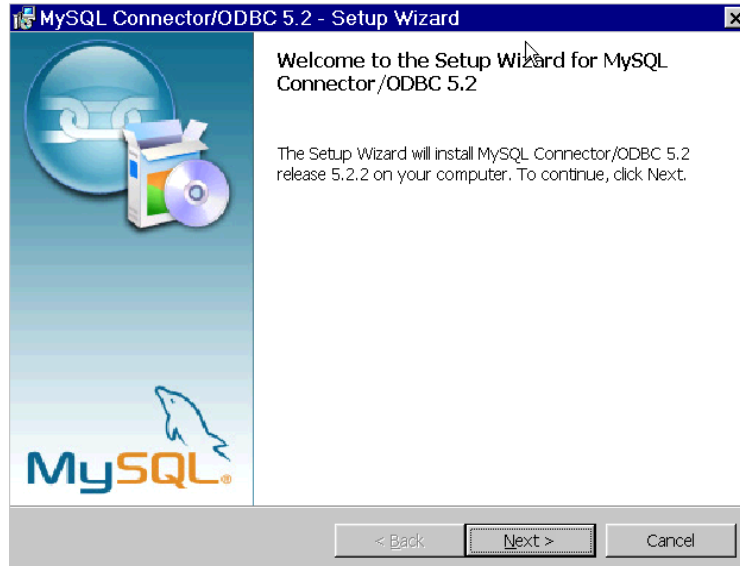 MySQL Connector/ODBC 5.2 - Setup Wizard
Welcome to the Setup Wizard for MySQL
Connector/ODBC 5.2
The Setup Wizard will install MySQL Connector/ODBC 5.2
release 5.2.2 on your computer. To continue, click Next.
MySQL®
< Back
Next >
Cancel